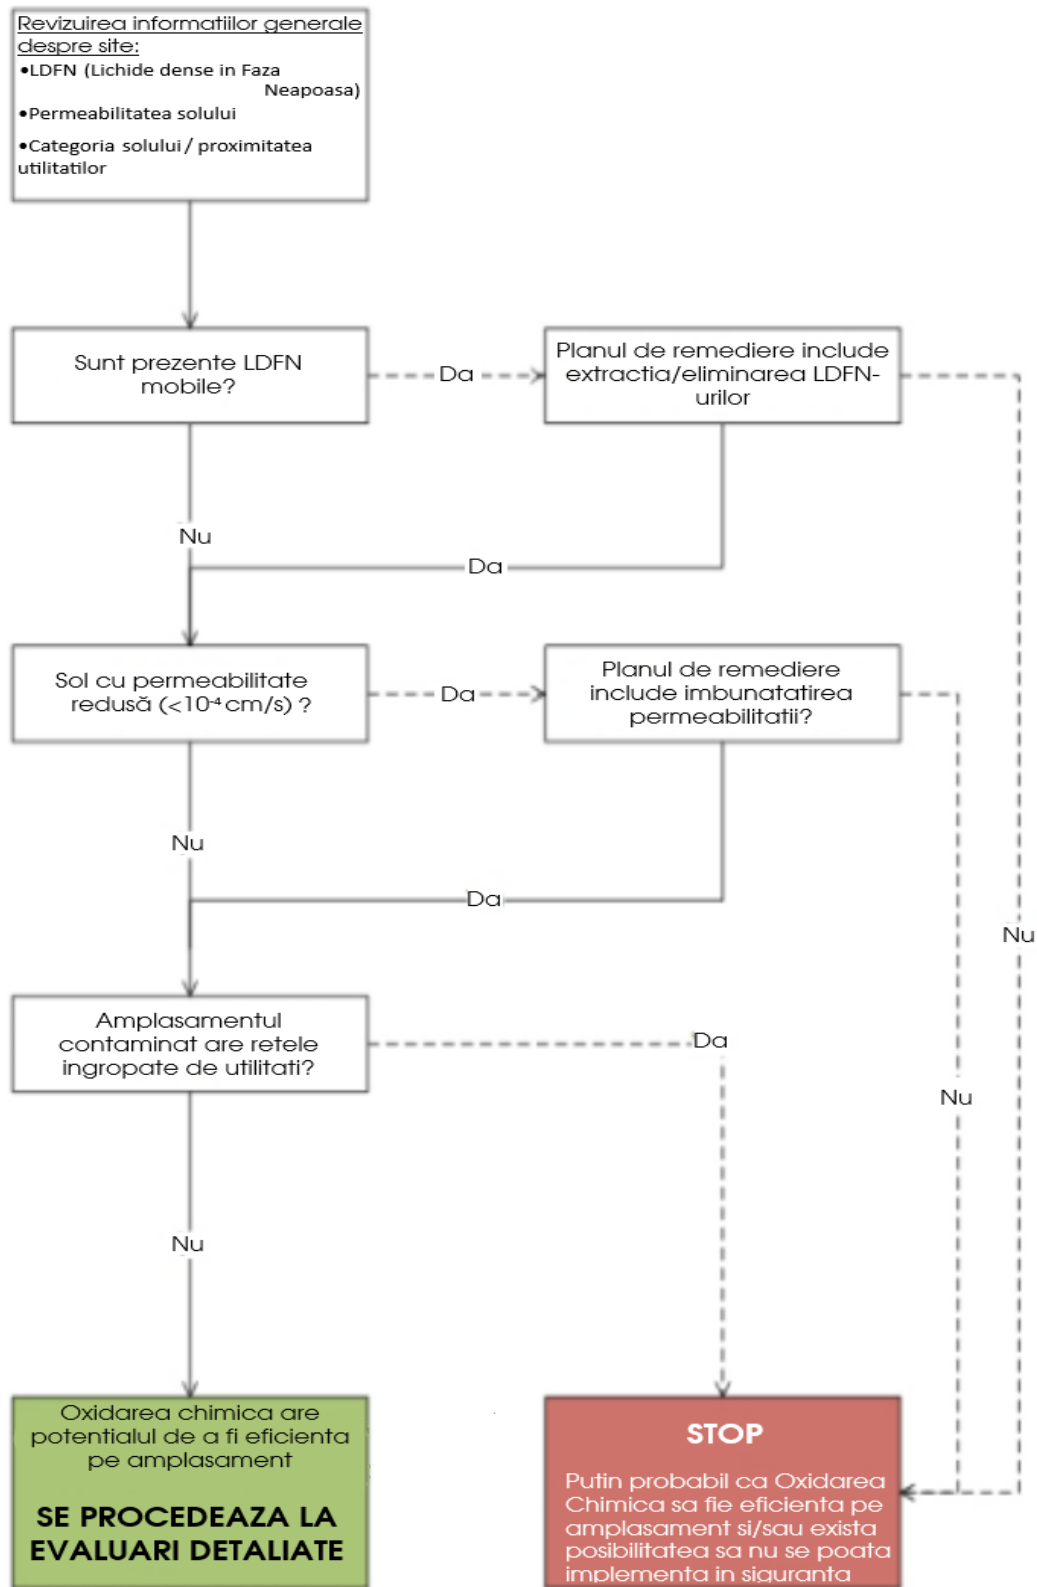 Revizuirea informatiilor generale
despre site:
•LDFN (Lichide dense in Faza
Neapoasa)
•Permeabilitatea solului
•Categoria solului / proximitatea
utilitatilor
Sunt prezente LDFN
mobile?
Da
Planul de remediere include
extractia/eliminarea LDFN-
urilor
Nu
Da
Sol cu permeabilitate
redusă (<10⁻⁴ cm/s) ?
Da
Planul de remediere
include imbunatatirea
permeabilitatii?
Nu
Da
Nu
Amplasamentul
contaminat are retele
ingropate de utilitati?
Da
Nu
Nu
Oxidarea chimica are
potentialul de a fi eficienta
pe amplasament
SE PROCEDEAZA LA
EVALUARI DETALIATE
STOP
Putin probabil ca Oxidarea
Chimica sa fie eficienta pe
amplasament si/sau exista
posibilitatea sa nu se poata
implementa in siguranta